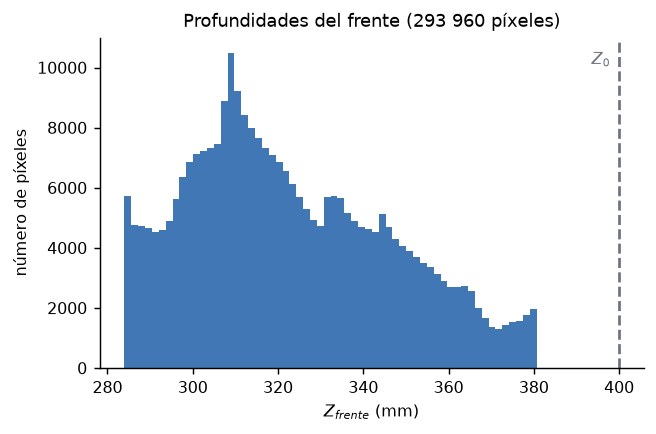 Profundidades del frente (293 960 píxeles)
Z₀
10000
8000
6000
4000
2000
0
número de píxeles
280 300 320 340 360 380 400
Z_frente (mm)